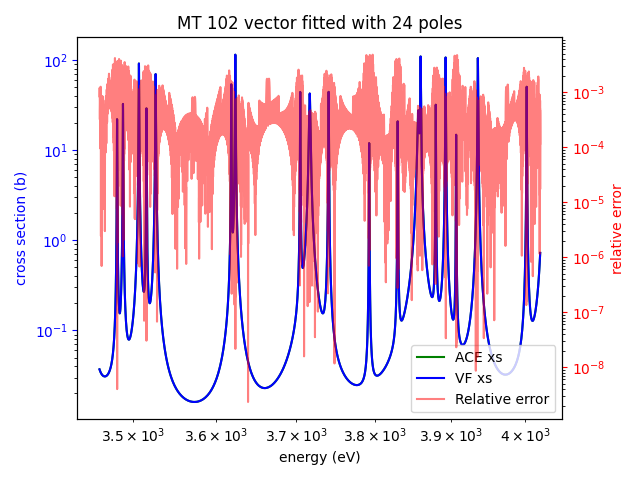 MT 102 vector fitted with 24 poles
10²
10¹
10⁰
10⁻¹
cross section (b)
10⁻³
10⁻⁴
10⁻⁵
10⁻⁶
10⁻⁷
10⁻⁸
relative error
ACE xs
VF xs
Relative error
3.5 × 10³ 3.6 × 10³ 3.7 × 10³ 3.8 × 10³ 3.9 × 10³ 4 × 10³
energy (eV)